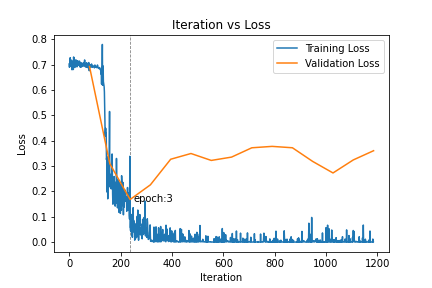 Iteration vs Loss
Training Loss
Validation Loss
Loss
0.8
0.7
0.6
0.5
0.4
0.3
0.2
0.1
0.0
epoch:3
0 200 400 600 800 1000 1200
Iteration